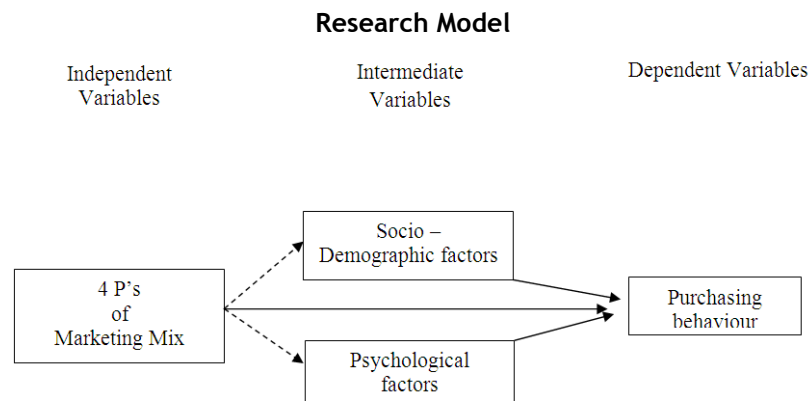 Research Model
Independent
Variables
Intermediate
Variables
Dependent Variables
Socio –
Demographic factors
4 P's
of
Marketing Mix
Purchasing
behaviour
Psychological
factors